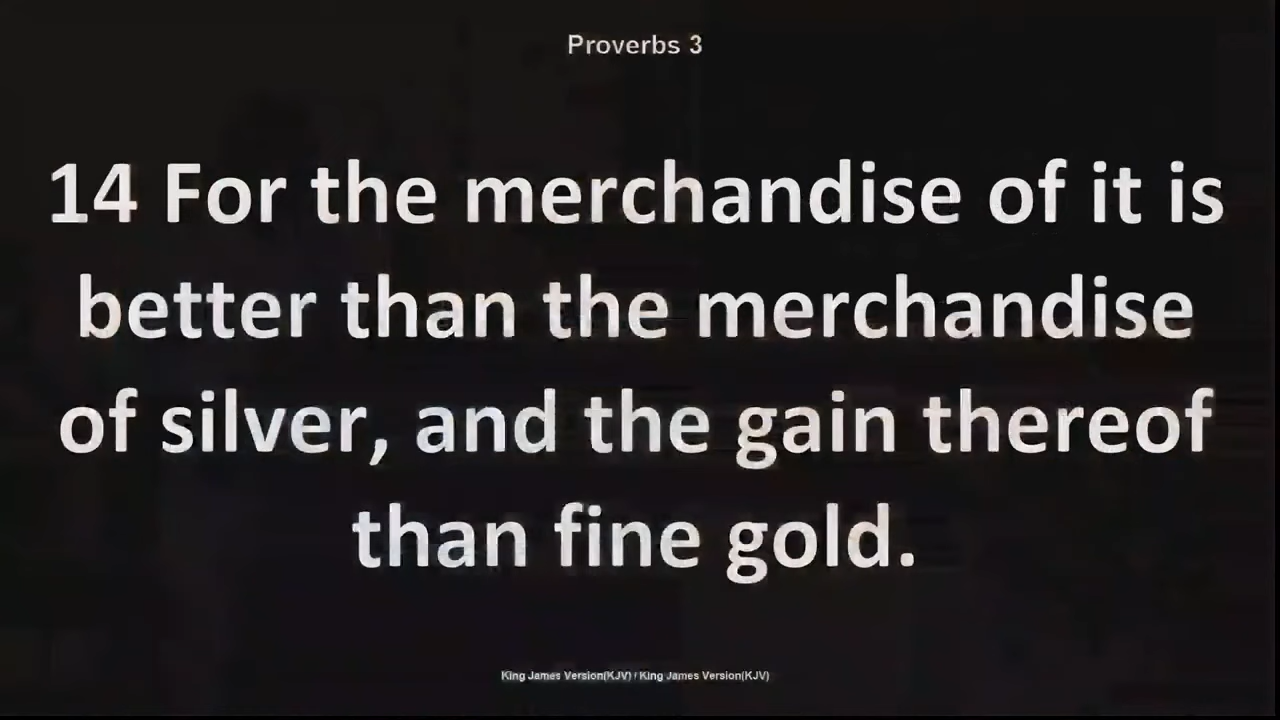 Proverbs 3
14 For the merchandise of it is
better than the merchandise
of silver, and the gain thereof
than fine gold.
King James Version(KJV) / King James Version(KJV)